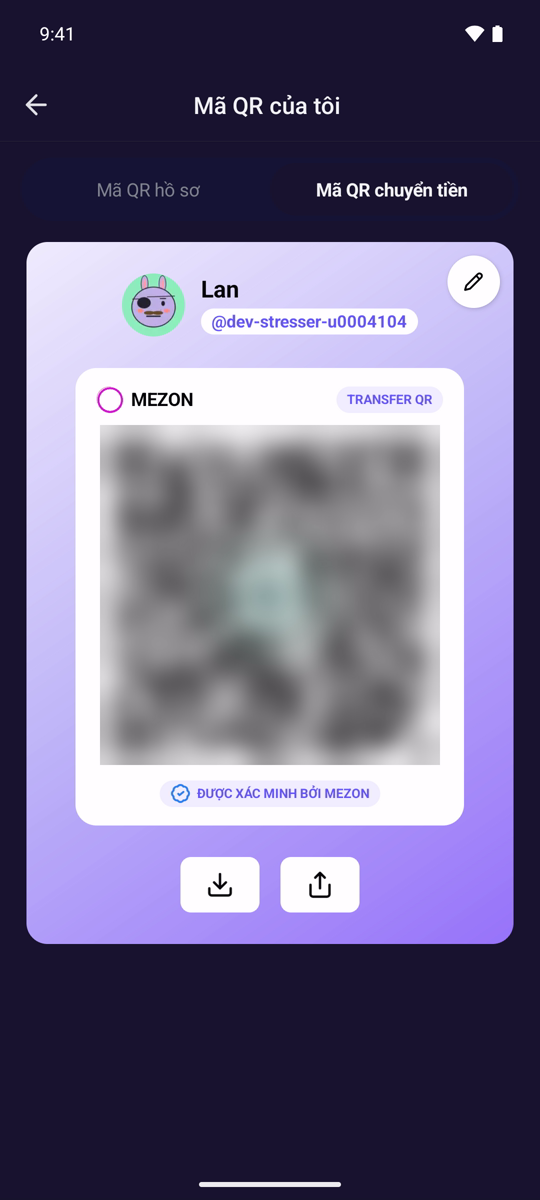 9:41
Mã QR của tôi
Mã QR hồ sơ
Mã QR chuyển tiền
Lan
@dev-stresser-u0004104
MEZON
TRANSFER QR
ĐƯỢC XÁC MINH BỞI MEZON